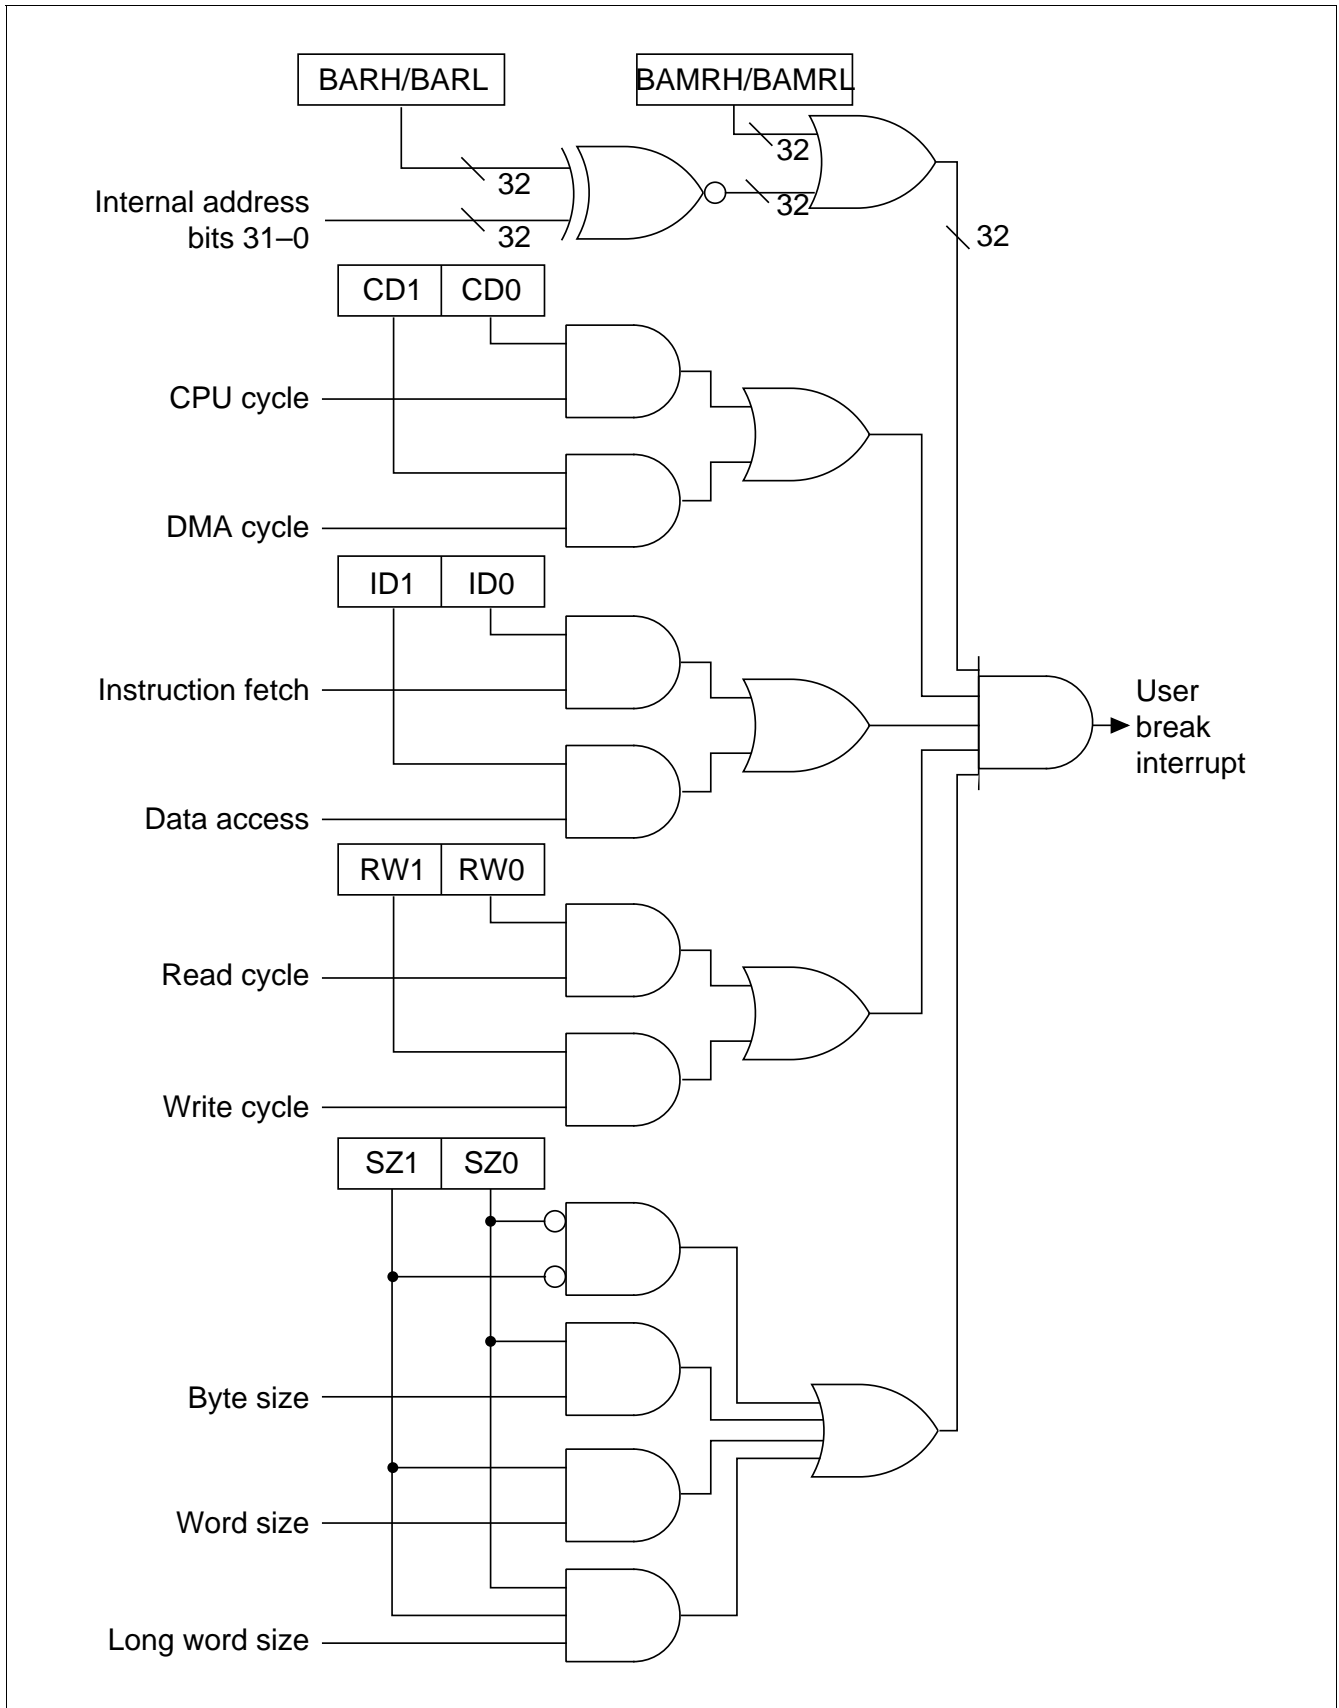 BARH/BARL
BAMRH/BAMRL
32
32
32
32
32
Internal address
bits 31–0
CD1
CD0
CPU cycle
DMA cycle
ID1
ID0
Instruction fetch
Data access
User
break
interrupt
RW1
RW0
Read cycle
Write cycle
SZ1
SZ0
Byte size
Word size
Long word size